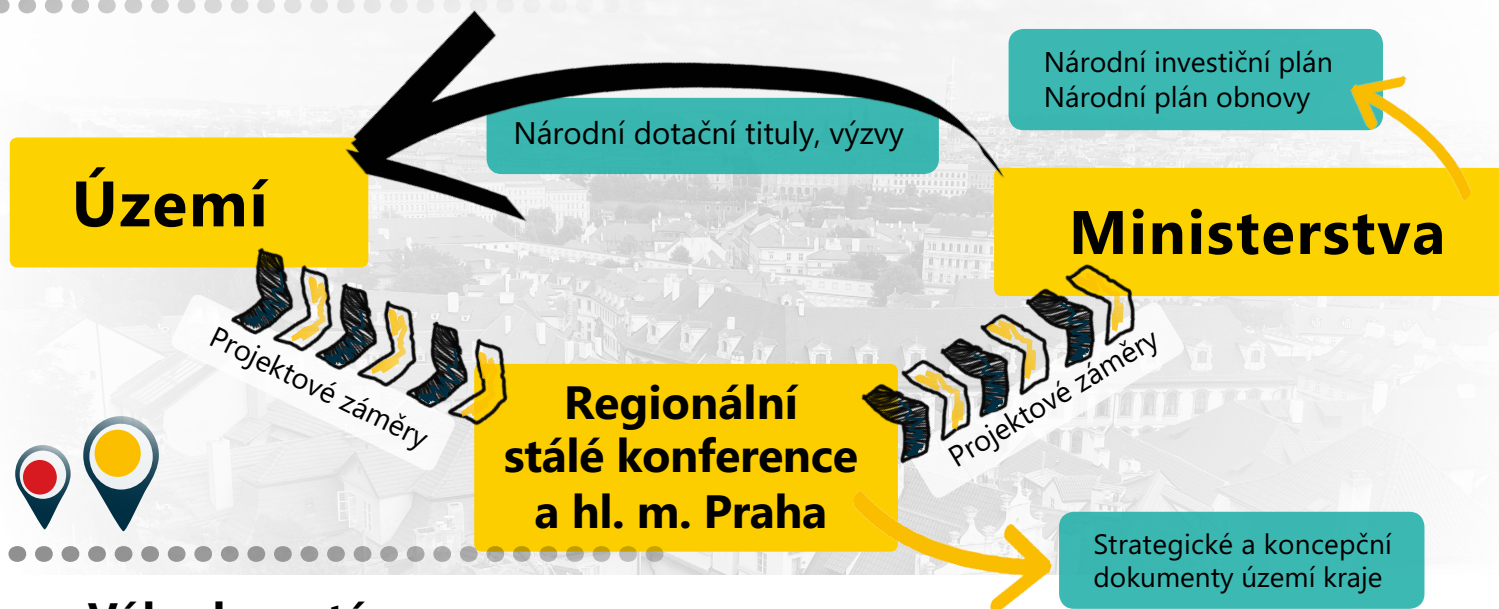 Národní investiční plán
Národní plán obnovy
Národní dotační tituly, výzvy
Území
Ministerstva
Projektové záměry
Projektové záměry
Regionální
stálé konference
a hl. m. Praha
Strategické a koncepční
dokumenty území kraje